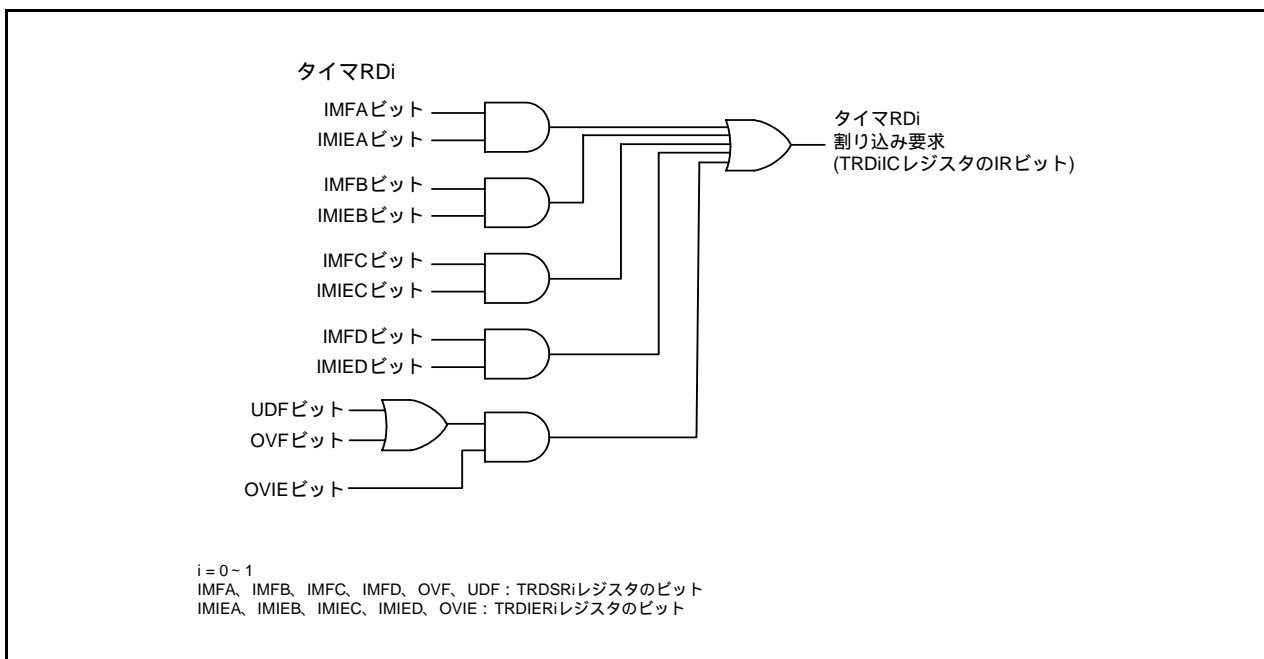 タイマRDi
IMFAビット
IMIEAビット
IMFBビット
IMIEBビット
IMFCビット
IMIECビット
IMFDビット
IMIEDビット
UDFビット
OVFビット
OVIEビット
タイマRDi
割り込み要求
(TRDiICレジスタのIRビット)
i = 0~1
IMFA、IMFB、IMFC、IMFD、OVF、UDF:TRDSRiレジスタのビット
IMIEA、IMIEB、IMIEC、IMIED、OVIE:TRDIERiレジスタのビット